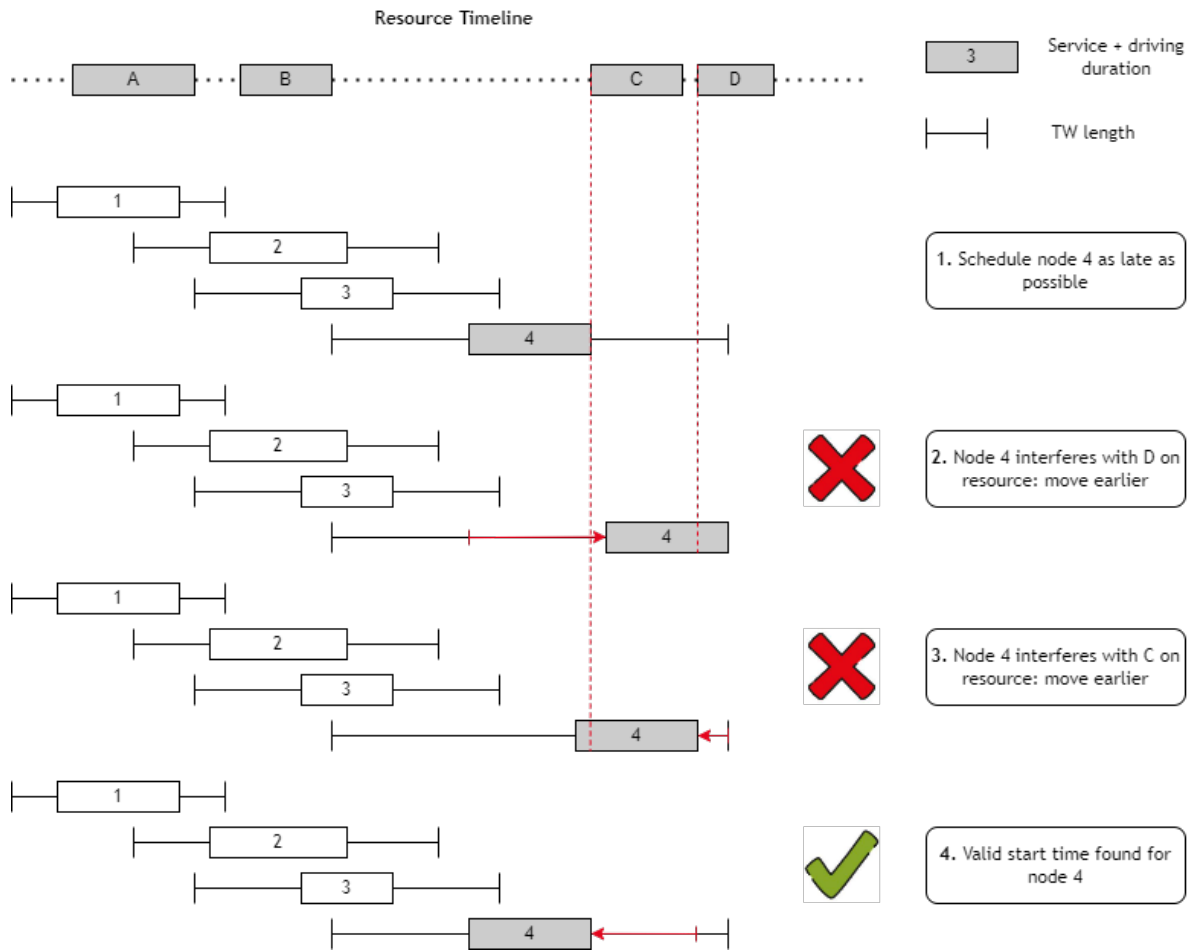 Resource Timeline
A
B
C
D
3
Service + driving
duration
TW length
1
2
3
4
1. Schedule node 4 as late as
possible
1
2
3
4
2. Node 4 interferes with D on
resource: move earlier
1
2
3
4
3. Node 4 interferes with C on
resource: move earlier
1
2
3
4
4. Valid start time found for
node 4